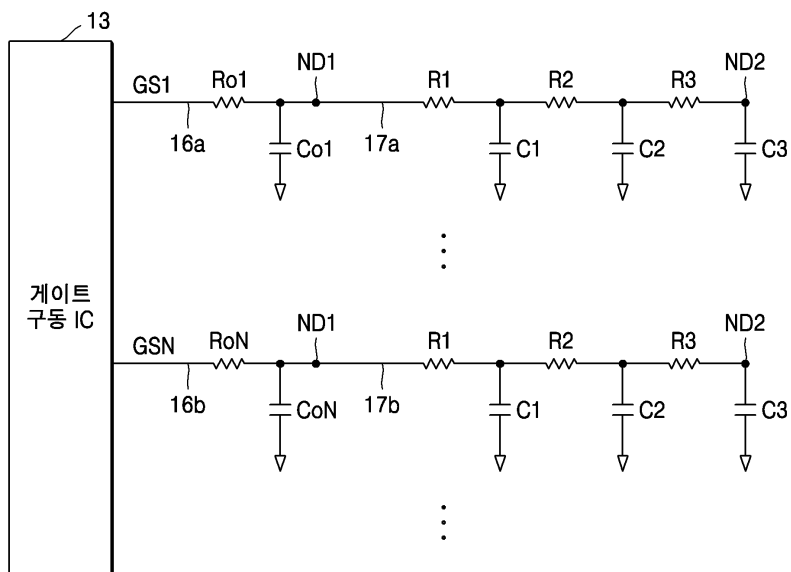 13
GS1
Ro1
ND1
R1
R2
R3
ND2
16a
Co1
17a
C1
C2
C3
게이트
구동 IC
GSN
RoN
ND1
R1
R2
R3
ND2
16b
CoN
17b
C1
C2
C3